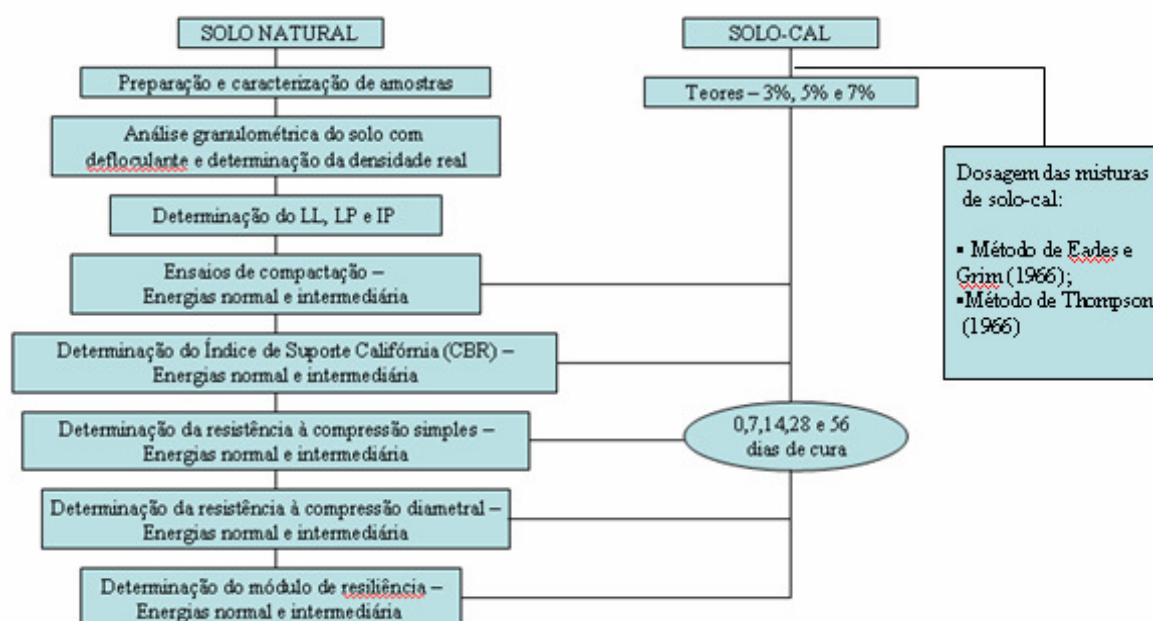 SOLO NATURAL
Preparação e caracterização de amostras
Análise granulométrica do solo com
defloculante e determinação da densidade real
Determinação do LL, LP e IP
Ensaios de compactação –
Energias normal e intermediária
Determinação do Índice de Suporte Califórnia (CBR) –
Energias normal e intermediária
Determinação da resistência à compressão simples –
Energias normal e intermediária
Determinação da resistência à compressão diametral –
Energias normal e intermediária
Determinação do módulo de resiliência –
Energias normal e intermediária
SOLO-CAL
Teores – 3%, 5% e 7%
0,7,14,28 e 56
dias de cura
Dosagem das misturas
de solo-cal:
▪ Método de Eades e
Grim (1966);
▪Método de Thompson
(1966)